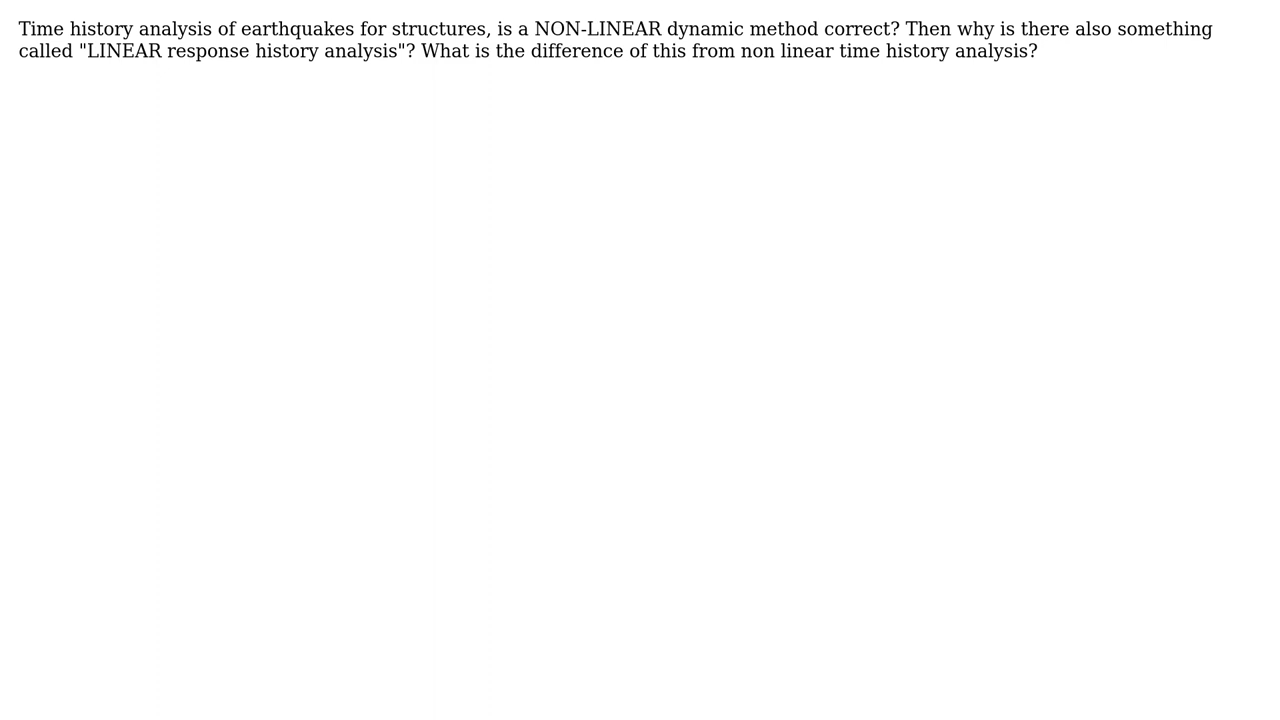 Time history analysis of earthquakes for structures, is a NON-LINEAR dynamic method correct? Then why is there also something
called "LINEAR response history analysis"? What is the difference of this from non linear time history analysis?